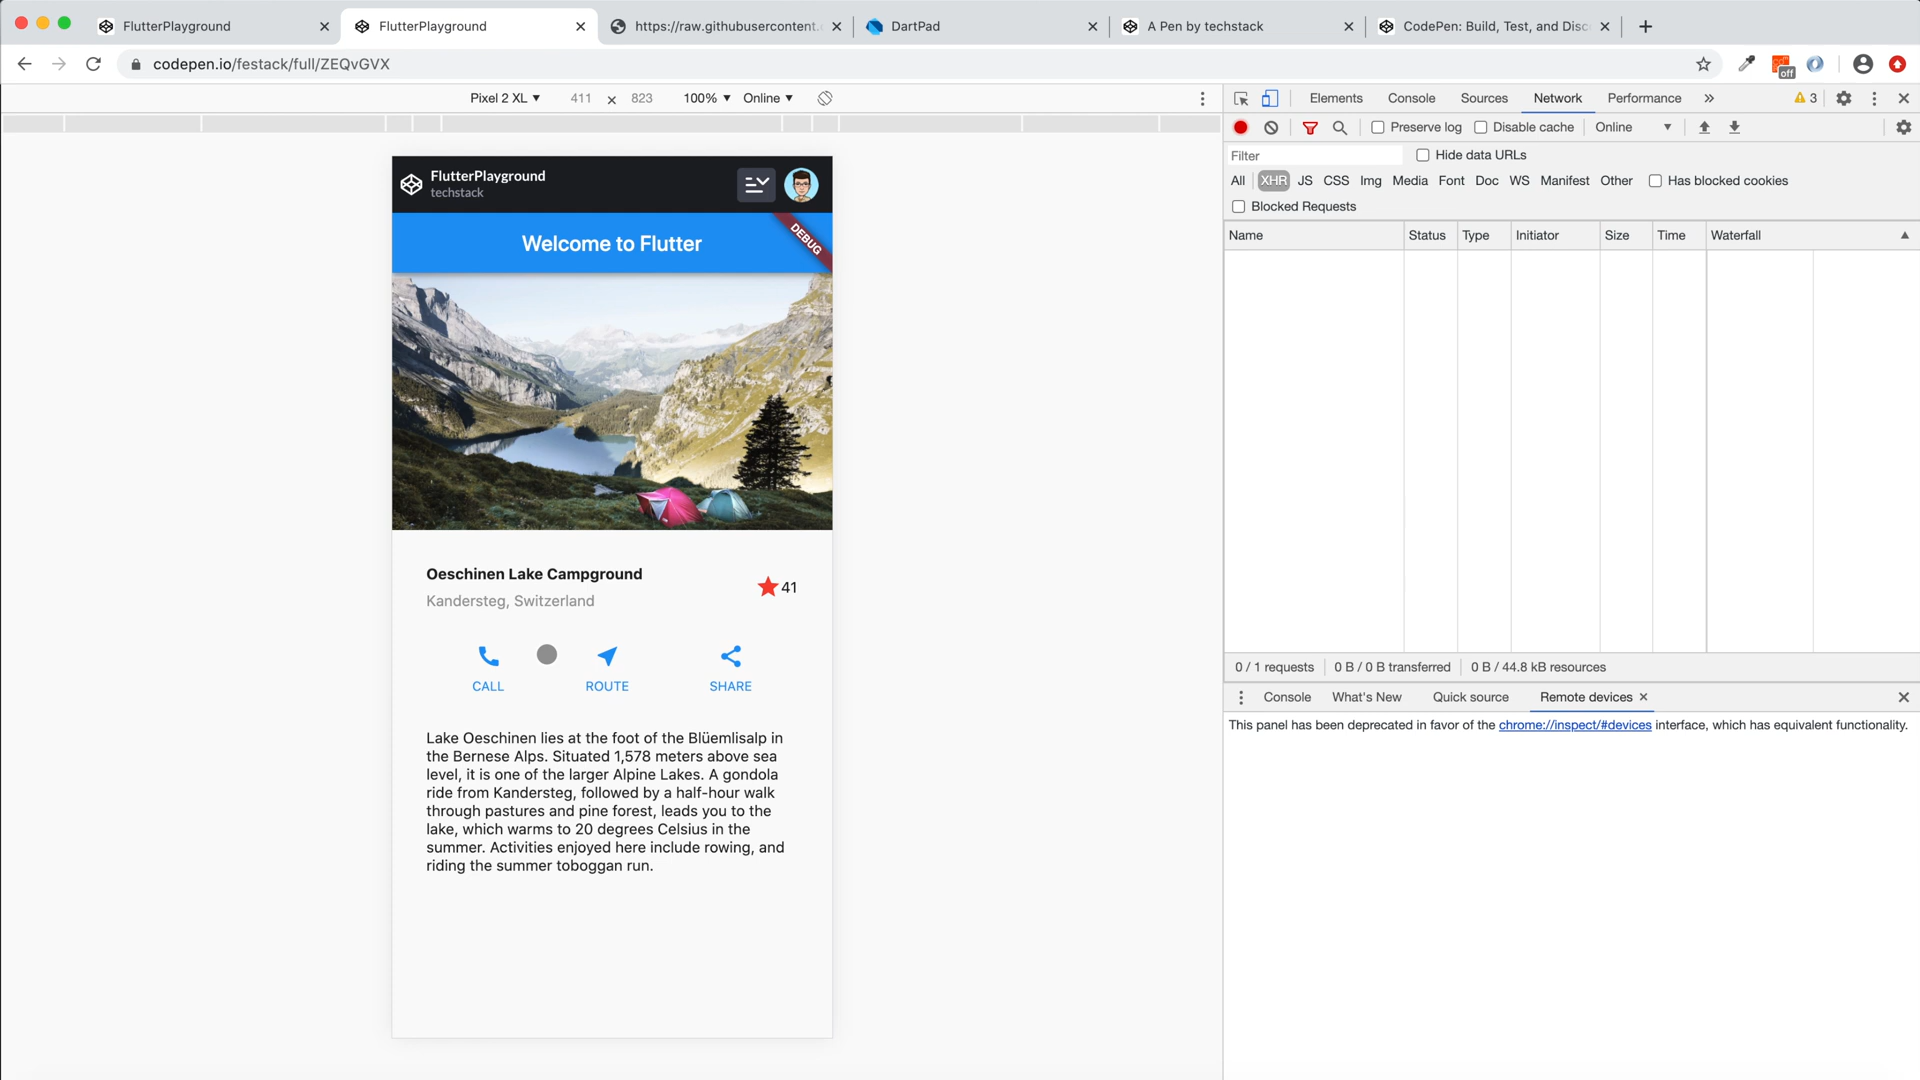 FlutterPlayground
FlutterPlayground
https://raw.githubusercontent.c
DartPad
A Pen by techstack
CodePen: Build, Test, and Disc
codepen.io/festack/full/ZEQvGVX
off
Pixel 2 XL 411 x 823 100% Online
Elements Console Sources Network Performance » 3
Preserve log Disable cache Online
Filter Hide data URLs
All XHR JS CSS Img Media Font Doc WS Manifest Other Has blocked cookies
Blocked Requests
Name Status Type Initiator Size Time Waterfall
FlutterPlayground
techstack
Welcome to Flutter
DEBUG
Oeschinen Lake Campground
Kandersteg, Switzerland
41
CALL ROUTE SHARE
Lake Oeschinen lies at the foot of the Blüemlisalp in
the Bernese Alps. Situated 1,578 meters above sea
level, it is one of the larger Alpine Lakes. A gondola
ride from Kandersteg, followed by a half-hour walk
through pastures and pine forest, leads you to the
lake, which warms to 20 degrees Celsius in the
summer. Activities enjoyed here include rowing, and
riding the summer toboggan run.
0 / 1 requests 0 B / 0 B transferred 0 B / 44.8 kB resources
Console What's New Quick source Remote devices
This panel has been deprecated in favor of the chrome://inspect/#devices interface, which has equivalent functionality.